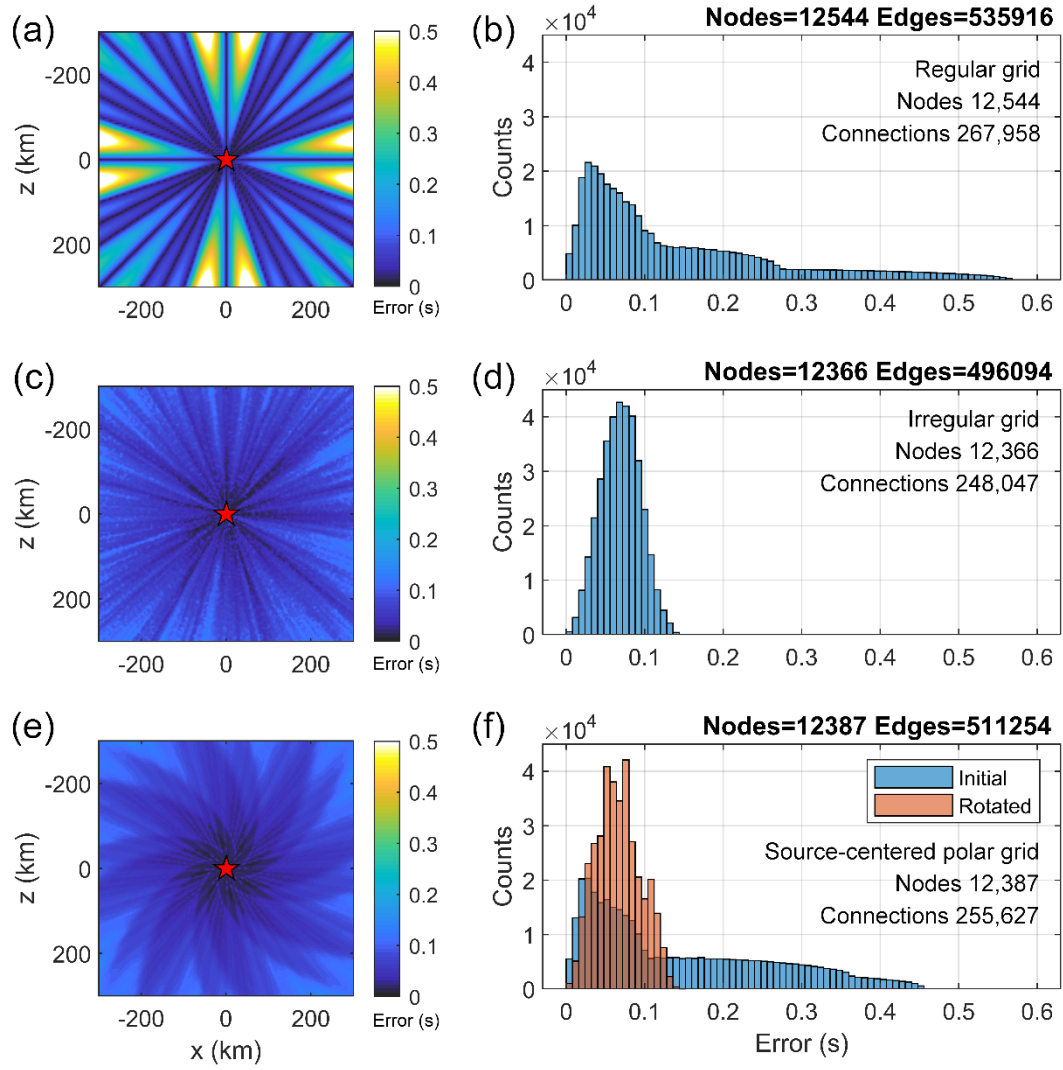 (a)
-200
0
200
z (km)
-200 0 200
0.5
0.4
0.3
0.2
0.1
0
Error (s)
(b)
×10⁴
Nodes=12544 Edges=535916
4
3
2
1
0
Counts
Regular grid
Nodes 12,544
Connections 267,958
0 0.1 0.2 0.3 0.4 0.5 0.6
(c)
-200
0
200
z (km)
-200 0 200
0.5
0.4
0.3
0.2
0.1
0
Error (s)
(d)
×10⁴
Nodes=12366 Edges=496094
4
3
2
1
0
Counts
Irregular grid
Nodes 12,366
Connections 248,047
0 0.1 0.2 0.3 0.4 0.5 0.6
(e)
-200
0
200
z (km)
-200 0 200
x (km)
0.5
0.4
0.3
0.2
0.1
0
Error (s)
(f)
×10⁴
Nodes=12387 Edges=511254
4
3
2
1
0
Counts
Initial
Rotated
Source-centered polar grid
Nodes 12,387
Connections 255,627
0 0.1 0.2 0.3 0.4 0.5 0.6
Error (s)